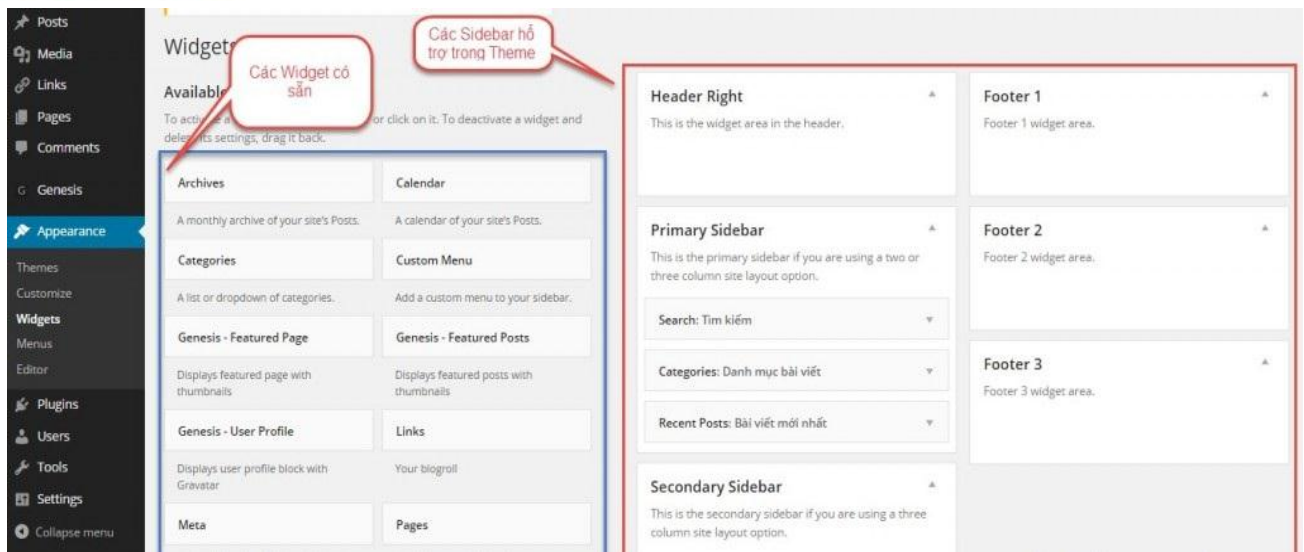 Posts
Media
Links
Pages
Comments
G Genesis
Appearance
Themes
Customize
Widgets
Menus
Editor
Plugins
Users
Tools
Settings
Collapse menu
Widgets
Các Widget có
sẵn
Các Sidebar hỗ
trợ trong Theme
Available
To activate a or click on it. To deactivate a widget and
delete its settings, drag it back.
Archives
A monthly archive of your site's Posts.
Calendar
A calendar of your site's Posts.
Categories
A list or dropdown of categories.
Custom Menu
Add a custom menu to your sidebar.
Genesis - Featured Page
Displays featured page with
thumbnails
Genesis - Featured Posts
Displays featured posts with
thumbnails
Genesis - User Profile
Displays user profile block with
Gravatar
Links
Your blogroll
Meta
Pages
Header Right
This is the widget area in the header.
Primary Sidebar
This is the primary sidebar if you are using a two or
three column site layout option.
Search: Tìm kiếm
Categories: Danh mục bài viết
Recent Posts: Bài viết mới nhất
Secondary Sidebar
This is the secondary sidebar if you are using a three
column site layout option.
Footer 1
Footer 1 widget area.
Footer 2
Footer 2 widget area.
Footer 3
Footer 3 widget area.